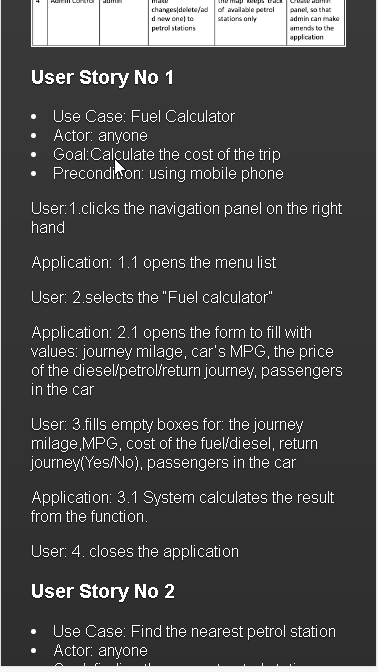 4 Admin Control admin make the map keeps track Create admin
changes(delete/ad of available petrol panel, so that
d new one) to stations only admin can make
petrol stations amends to the
application
User Story No 1
• Use Case: Fuel Calculator
• Actor: anyone
• Goal:Calculate the cost of the trip
• Precondition: using mobile phone
User:1.clicks the navigation panel on the right
hand
Application: 1.1 opens the menu list
User: 2.selects the “Fuel calculator”
Application: 2.1 opens the form to fill with
values: journey milage, car’s MPG, the price
of the diesel/petrol/return journey, passengers
in the car
User: 3.fills empty boxes for: the journey
milage,MPG, cost of the fuel/diesel, return
journey(Yes/No), passengers in the car
Application: 3.1 System calculates the result
from the function.
User: 4. closes the application
User Story No 2
• Use Case: Find the nearest petrol station
• Actor: anyone